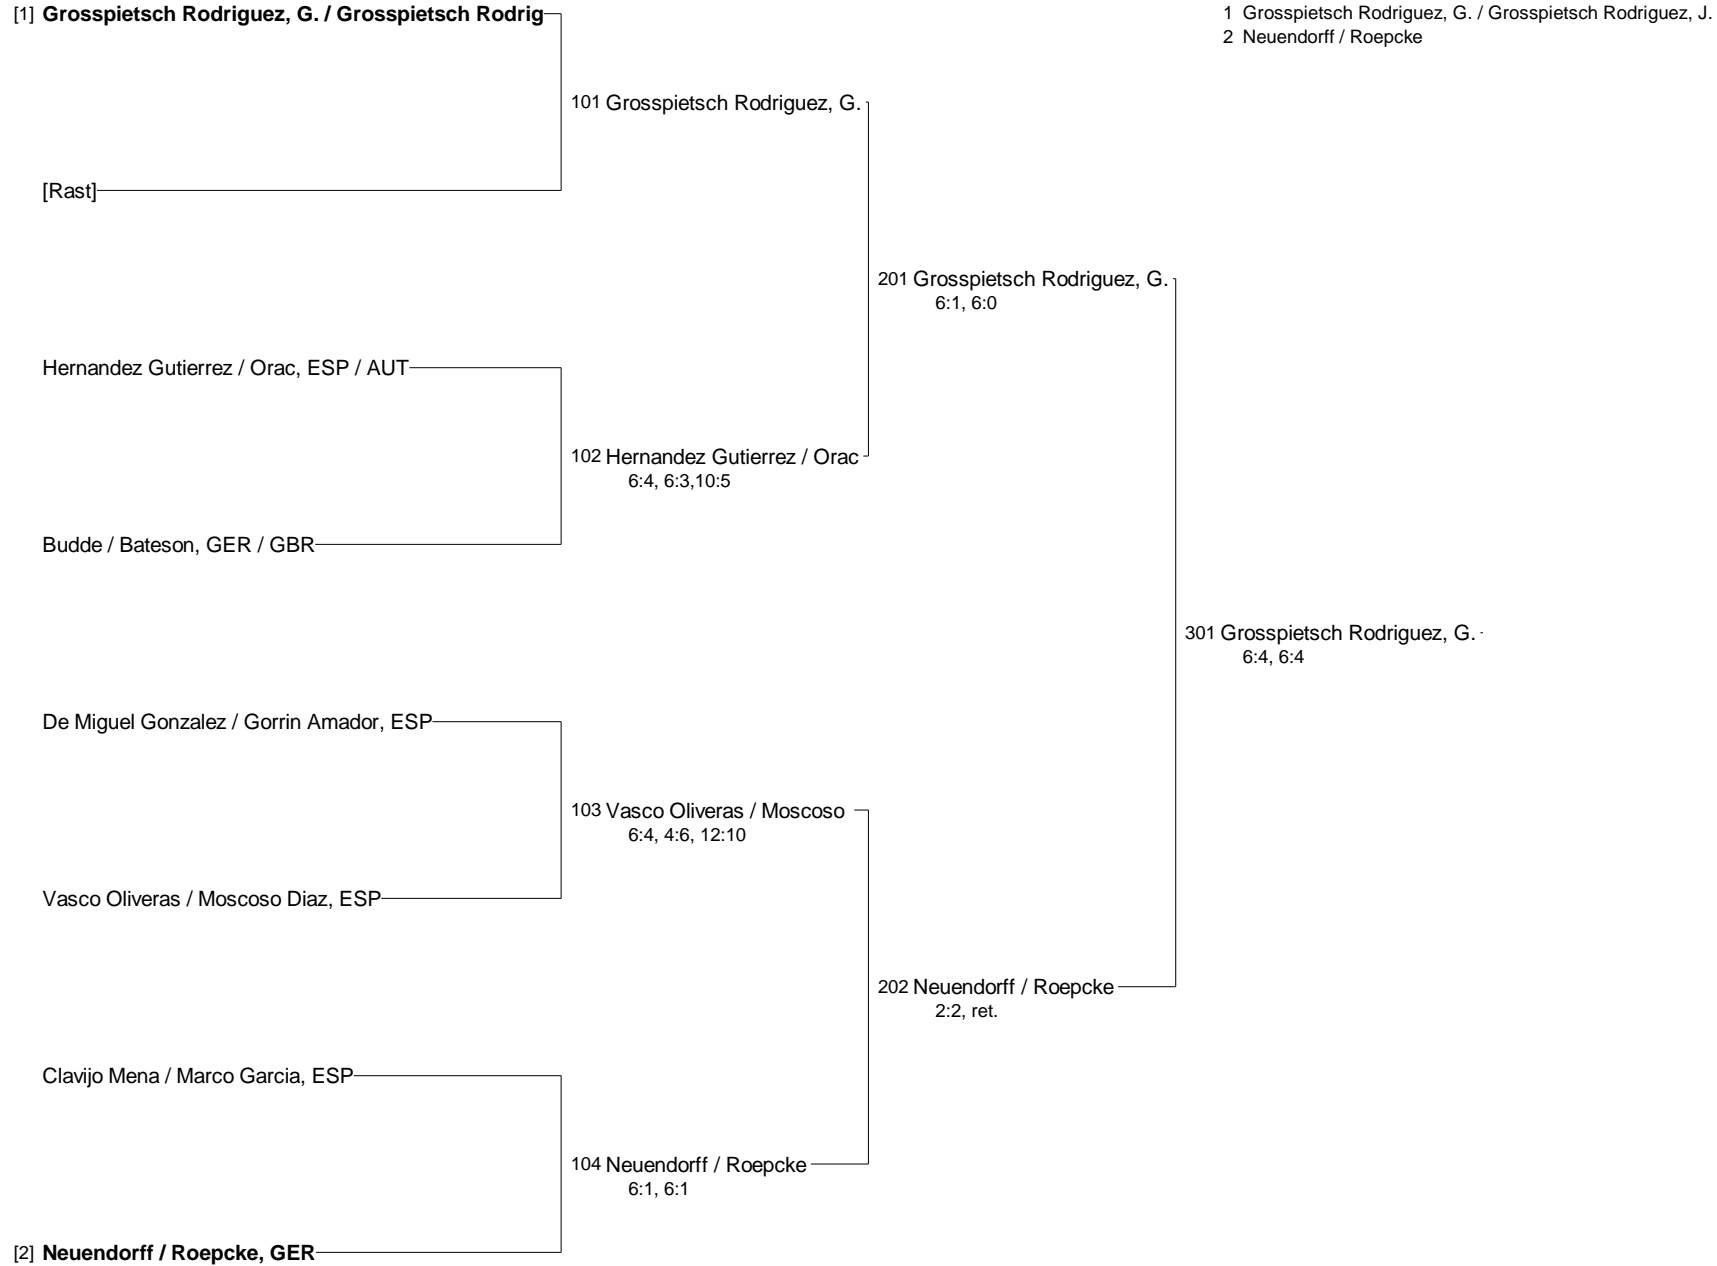 [1] Grosspietsch Rodriguez, G. / Grosspietsch Rodrig
1 Grosspietsch Rodriguez, G. / Grosspietsch Rodriguez, J.
2 Neuendorff / Roepcke
101 Grosspietsch Rodriguez, G.
[Rast]
201 Grosspietsch Rodriguez, G.
6:1, 6:0
Hernandez Gutierrez / Orac, ESP / AUT
102 Hernandez Gutierrez / Orac
6:4, 6:3,10:5
Budde / Bateson, GER / GBR
301 Grosspietsch Rodriguez, G.
6:4, 6:4
De Miguel Gonzalez / Gorrin Amador, ESP
103 Vasco Oliveras / Moscoso
6:4, 4:6, 12:10
Vasco Oliveras / Moscoso Diaz, ESP
202 Neuendorff / Roepcke
2:2, ret.
Clavijo Mena / Marco Garcia, ESP
104 Neuendorff / Roepcke
6:1, 6:1
[2] Neuendorff / Roepcke, GER